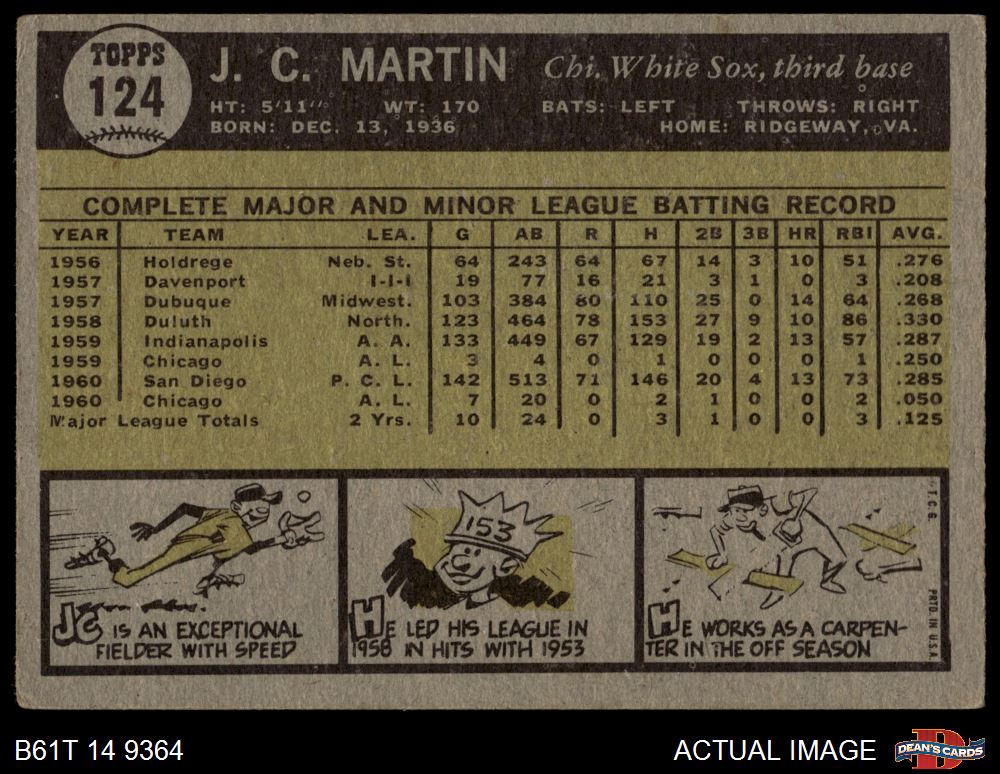 TOPPS
124
J. C. MARTIN Chi. White Sox, third base
HT: 5'11" WT: 170 BATS: LEFT THROWS: RIGHT
BORN: DEC. 13, 1936 HOME: RIDGEWAY, VA.
COMPLETE MAJOR AND MINOR LEAGUE BATTING RECORD
YEAR TEAM LEA. G AB R H 2B 3B HR RBI AVG.
1956 Holdrege Neb. St. 64 243 64 67 14 3 10 51 .276
1957 Davenport I-I-I 19 77 16 21 3 1 0 3 .208
1957 Dubuque Midwest. 103 384 80 110 25 0 14 64 .268
1958 Duluth North. 123 464 78 153 27 9 10 86 .330
1959 Indianapolis A. A. 133 449 67 129 19 2 13 57 .287
1959 Chicago A. L. 3 4 0 1 0 0 0 1 .250
1960 San Diego P. C. L. 142 513 71 146 20 4 13 73 .285
1960 Chicago A. L. 7 20 0 2 1 0 0 2 .050
Major League Totals 2 Yrs. 10 24 0 3 1 0 0 3 .125
JC IS AN EXCEPTIONAL
FIELDER WITH SPEED
153
HE LED HIS LEAGUE IN
1958 IN HITS WITH 1953
HE WORKS AS A CARPEN-
TER IN THE OFF SEASON
T.C.G.
PRTD. IN U.S.A.
B61T 14 9364
ACTUAL IMAGE
D
DEAN'S CARDS